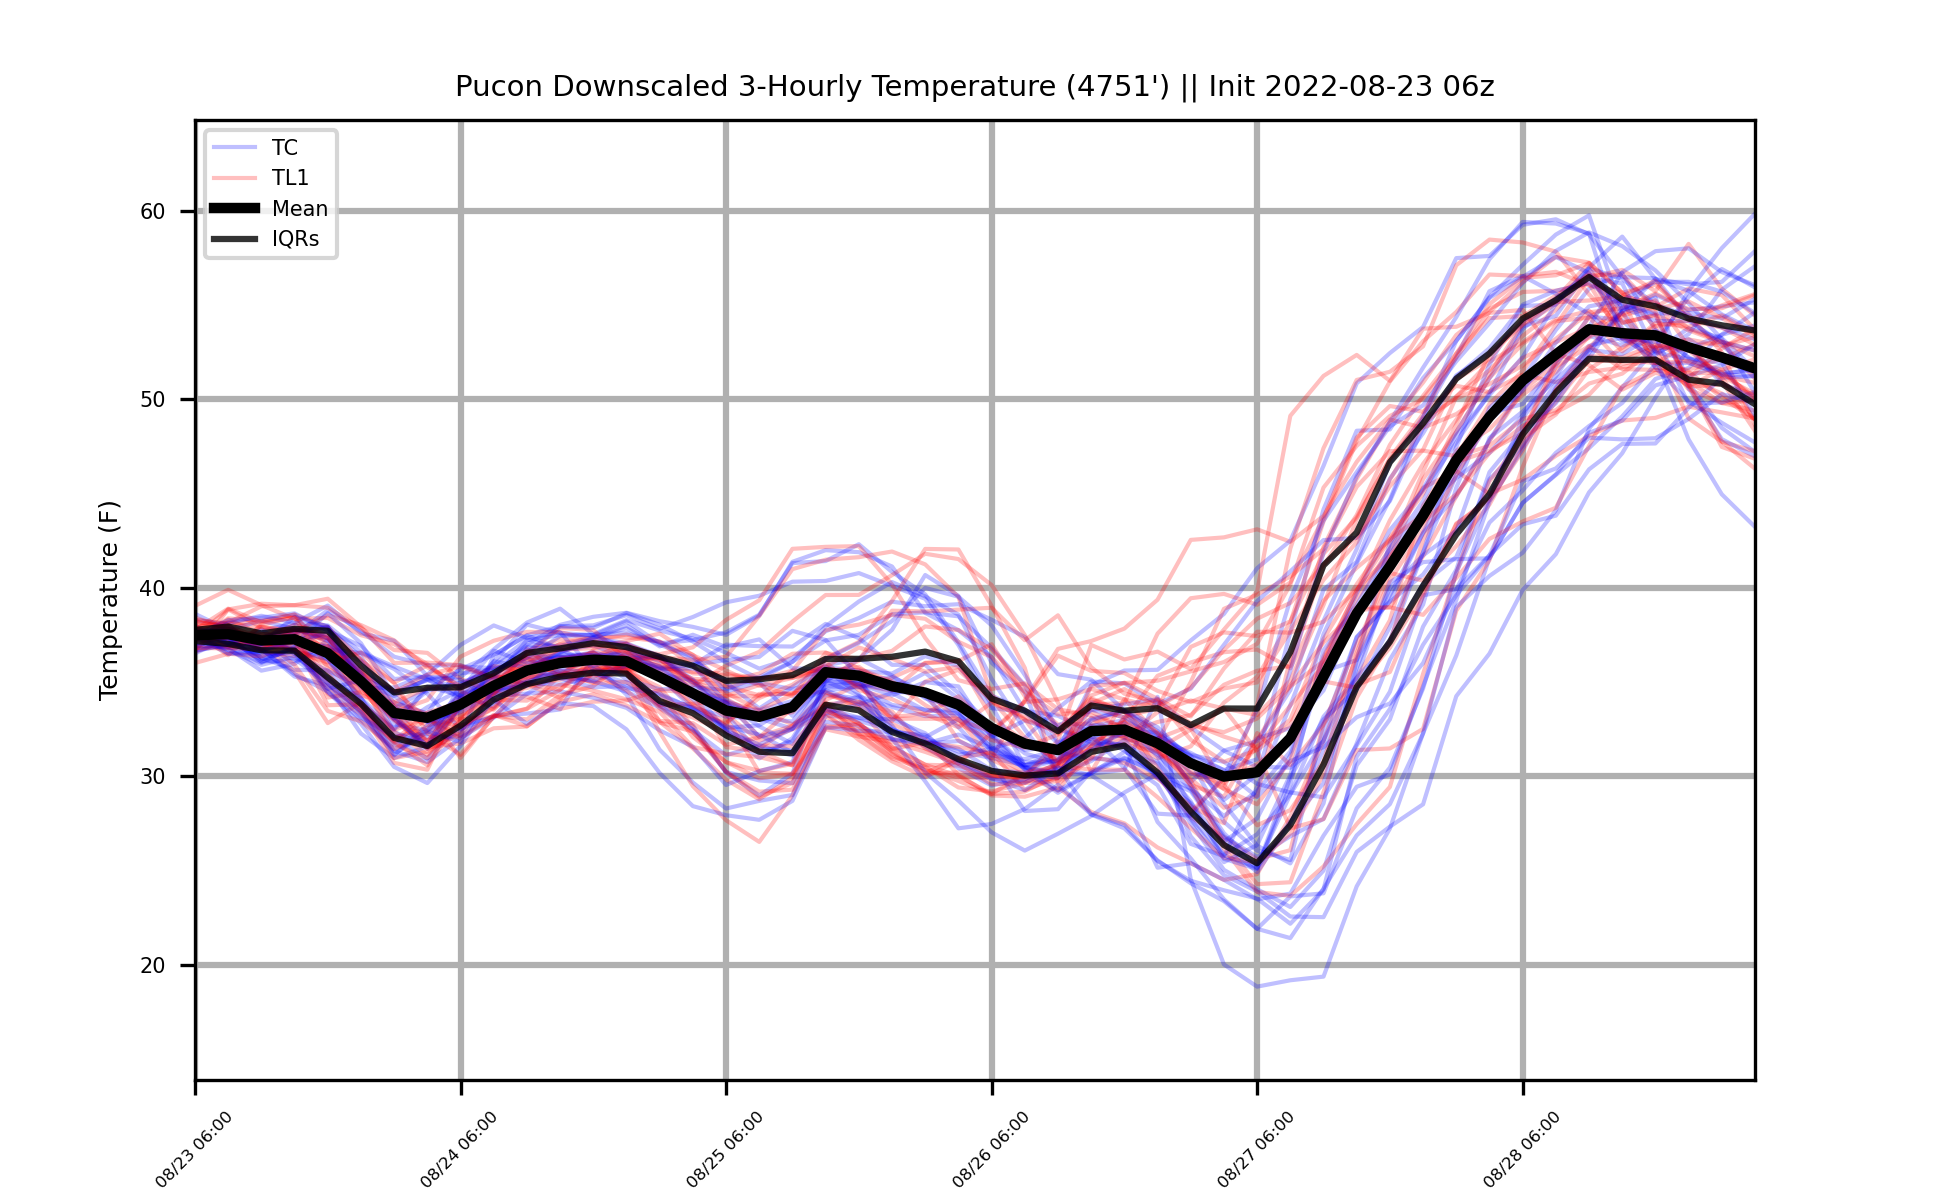 Pucon Downscaled 3-Hourly Temperature (4751') || Init 2022-08-23 06z
TC
TL1
Mean
IQRs
60
50
40
30
20
Temperature (F)
08/23 06:00
08/24 06:00
08/25 06:00
08/26 06:00
08/27 06:00
08/28 06:00